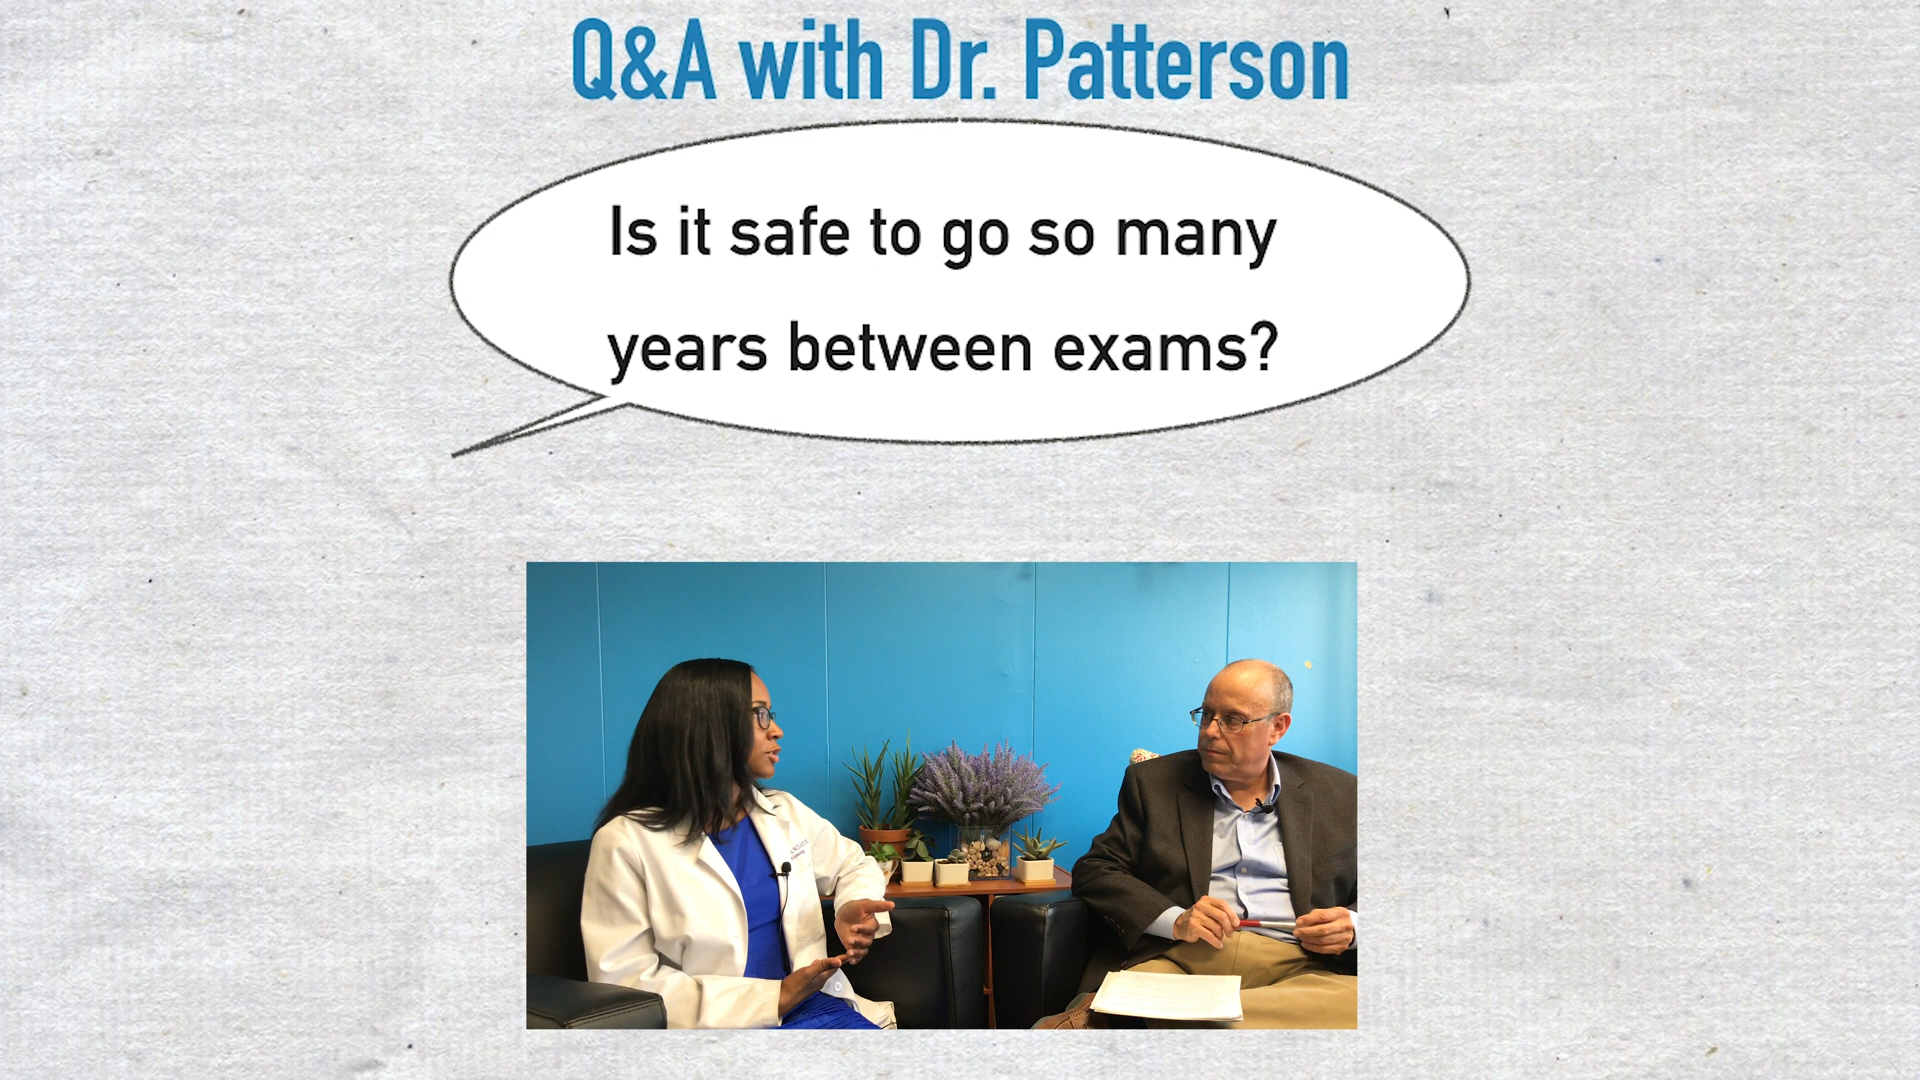 Q&A with Dr. Patterson
Is it safe to go so many
years between exams?